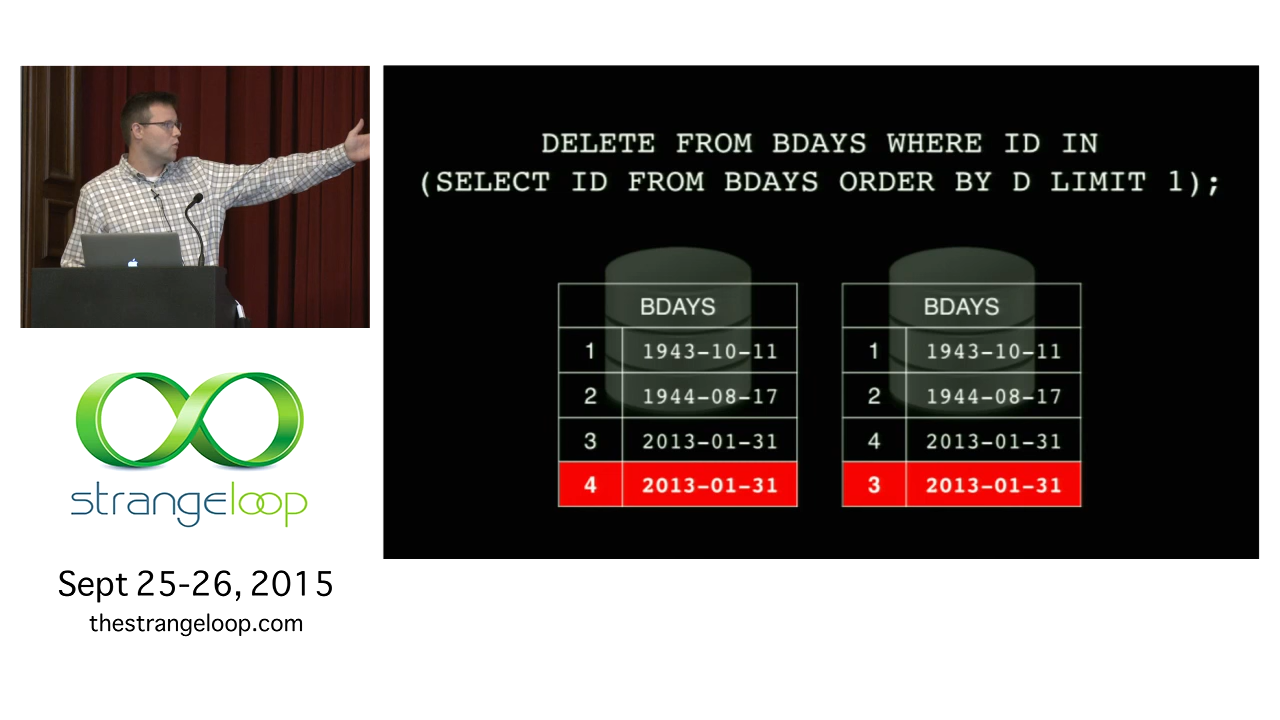 DELETE FROM BDAYS WHERE ID IN
(SELECT ID FROM BDAYS ORDER BY D LIMIT 1);
BDAYS
1 1943-10-11
2 1944-08-17
3 2013-01-31
4 2013-01-31
BDAYS
1 1943-10-11
2 1944-08-17
4 2013-01-31
3 2013-01-31
strangeloop
Sept 25-26, 2015
thestrangeloop.com